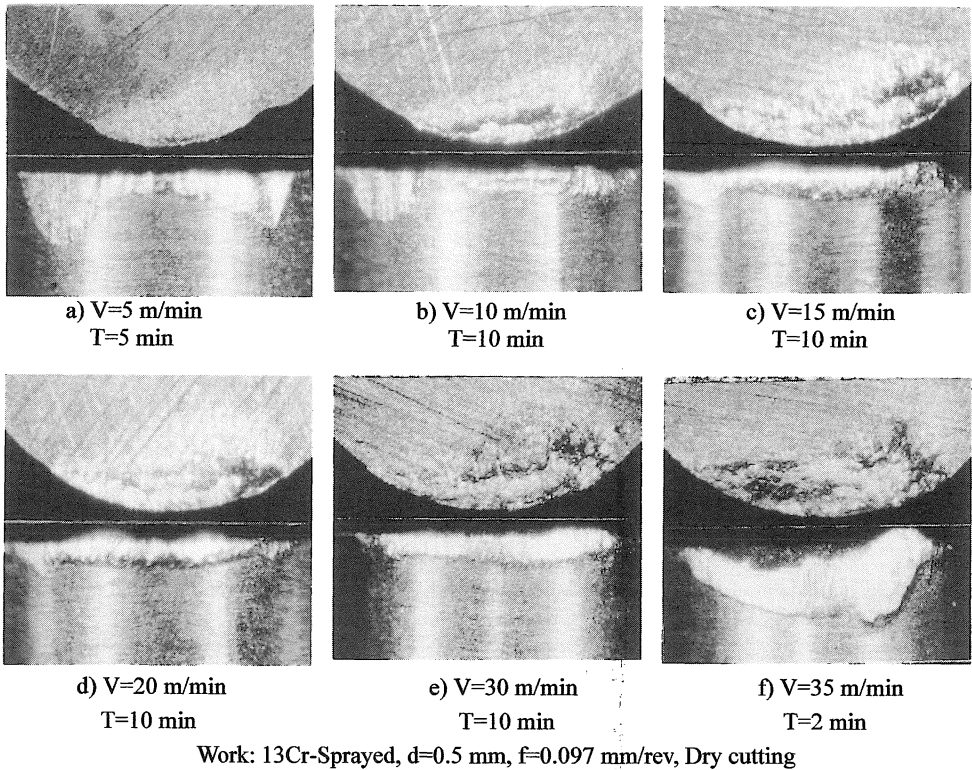 a) V=5 m/min
T=5 min
b) V=10 m/min
T=10 min
c) V=15 m/min
T=10 min
d) V=20 m/min
T=10 min
e) V=30 m/min
T=10 min
f) V=35 m/min
T=2 min
Work: 13Cr-Sprayed, d=0.5 mm, f=0.097 mm/rev, Dry cutting